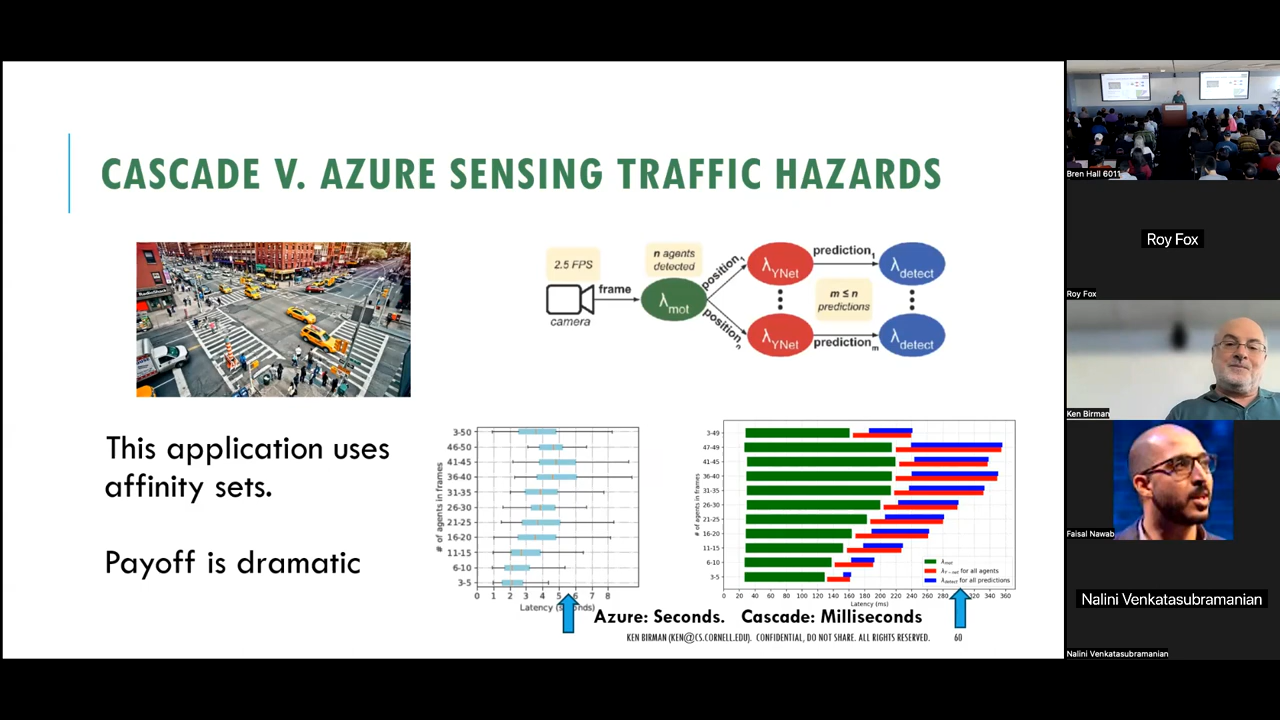 CASCADE V. AZURE SENSING TRAFFIC HAZARDS
RadioShack
2.5 FPS
camera
frame
n agents
detected
λmot
position1
positionn
λYNet
λYNet
prediction1
m ≤ n
predictions
predictionm
λdetect
λdetect
This application uses
affinity sets.
Payoff is dramatic
# of agents in frames
3-50
46-50
41-45
36-40
31-35
26-30
21-25
16-20
11-15
6-10
3-5
0 1 2 3 4 5 6 7 8
Latency (seconds)
# of agents in frames
3-49
47-49
41-45
36-40
31-35
26-30
21-25
16-20
11-15
6-10
3-5
λmot
λY-net for all agents
λdetect for all predictions
0 20 40 60 80 100 120 140 160 180 200 220 240 260 280 300 320 340 360
Latency (ms)
Azure: Seconds. Cascade: Milliseconds
KEN BIRMAN (KEN@CS.CORNELL.EDU). CONFIDENTIAL, DO NOT SHARE. ALL RIGHTS RESERVED.
60
Bren Hall 6011
Roy Fox
Roy Fox
Ken Birman
Faisal Nawab
Nalini Venkatasubramanian
Nalini Venkatasubramanian